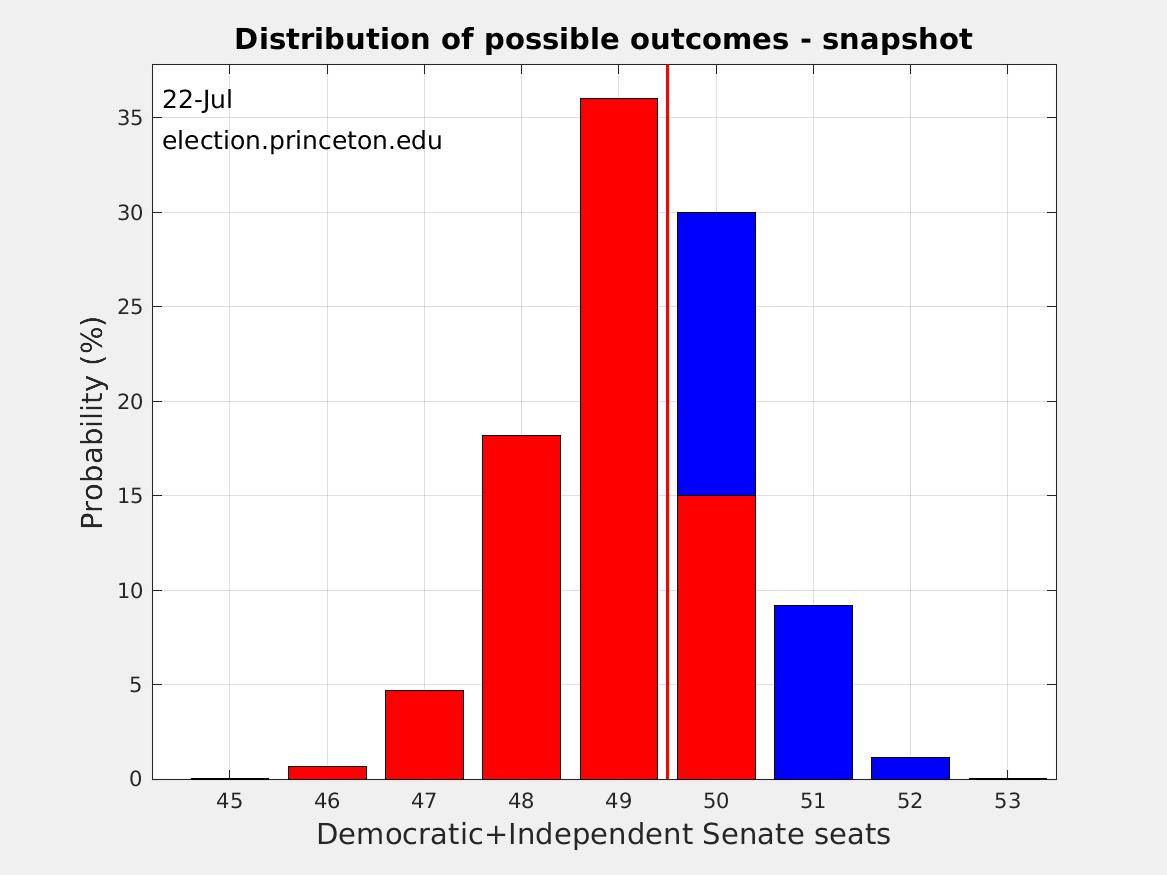 Distribution of possible outcomes - snapshot
22-Jul
election.princeton.edu
Probability (%)
35
30
25
20
15
10
5
0
45 46 47 48 49 50 51 52 53
Democratic+Independent Senate seats